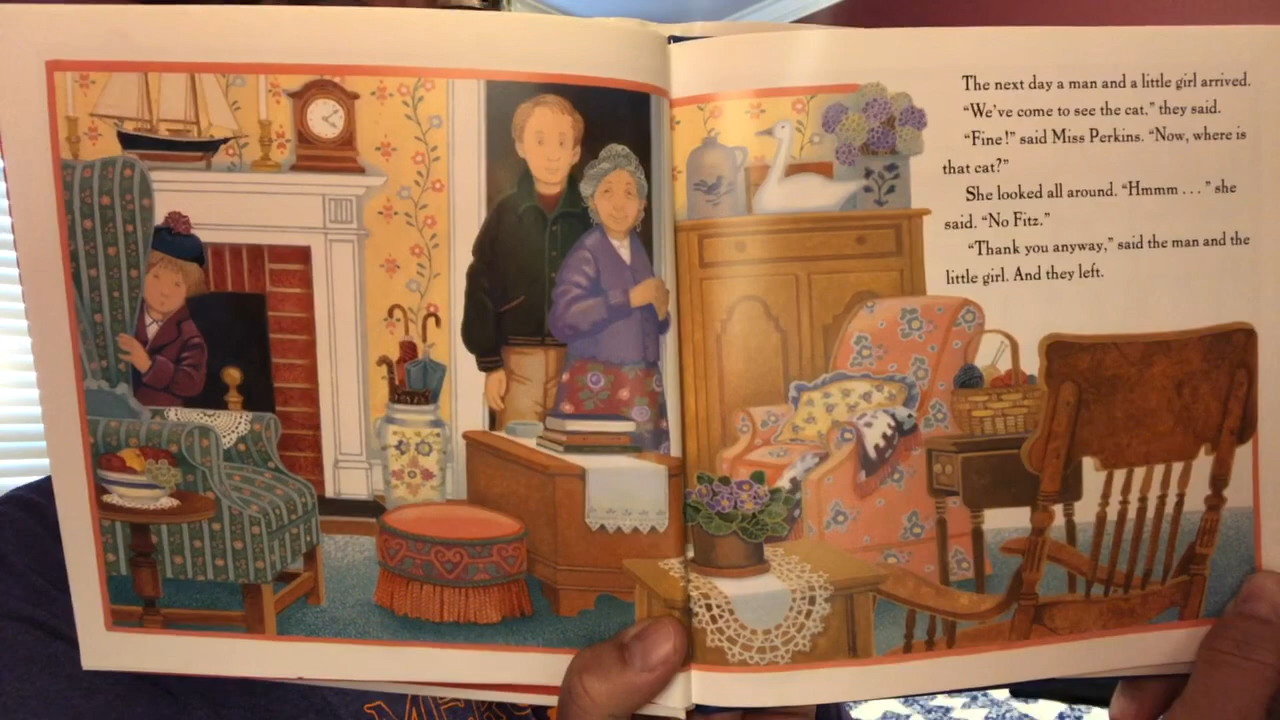 The next day a man and a little girl arrived.
“We’ve come to see the cat,” they said.
“Fine!” said Miss Perkins. “Now, where is
that cat?”
She looked all around. “Hmmm . . . ” she
said. “No Fitz.”
“Thank you anyway,” said the man and the
little girl. And they left.